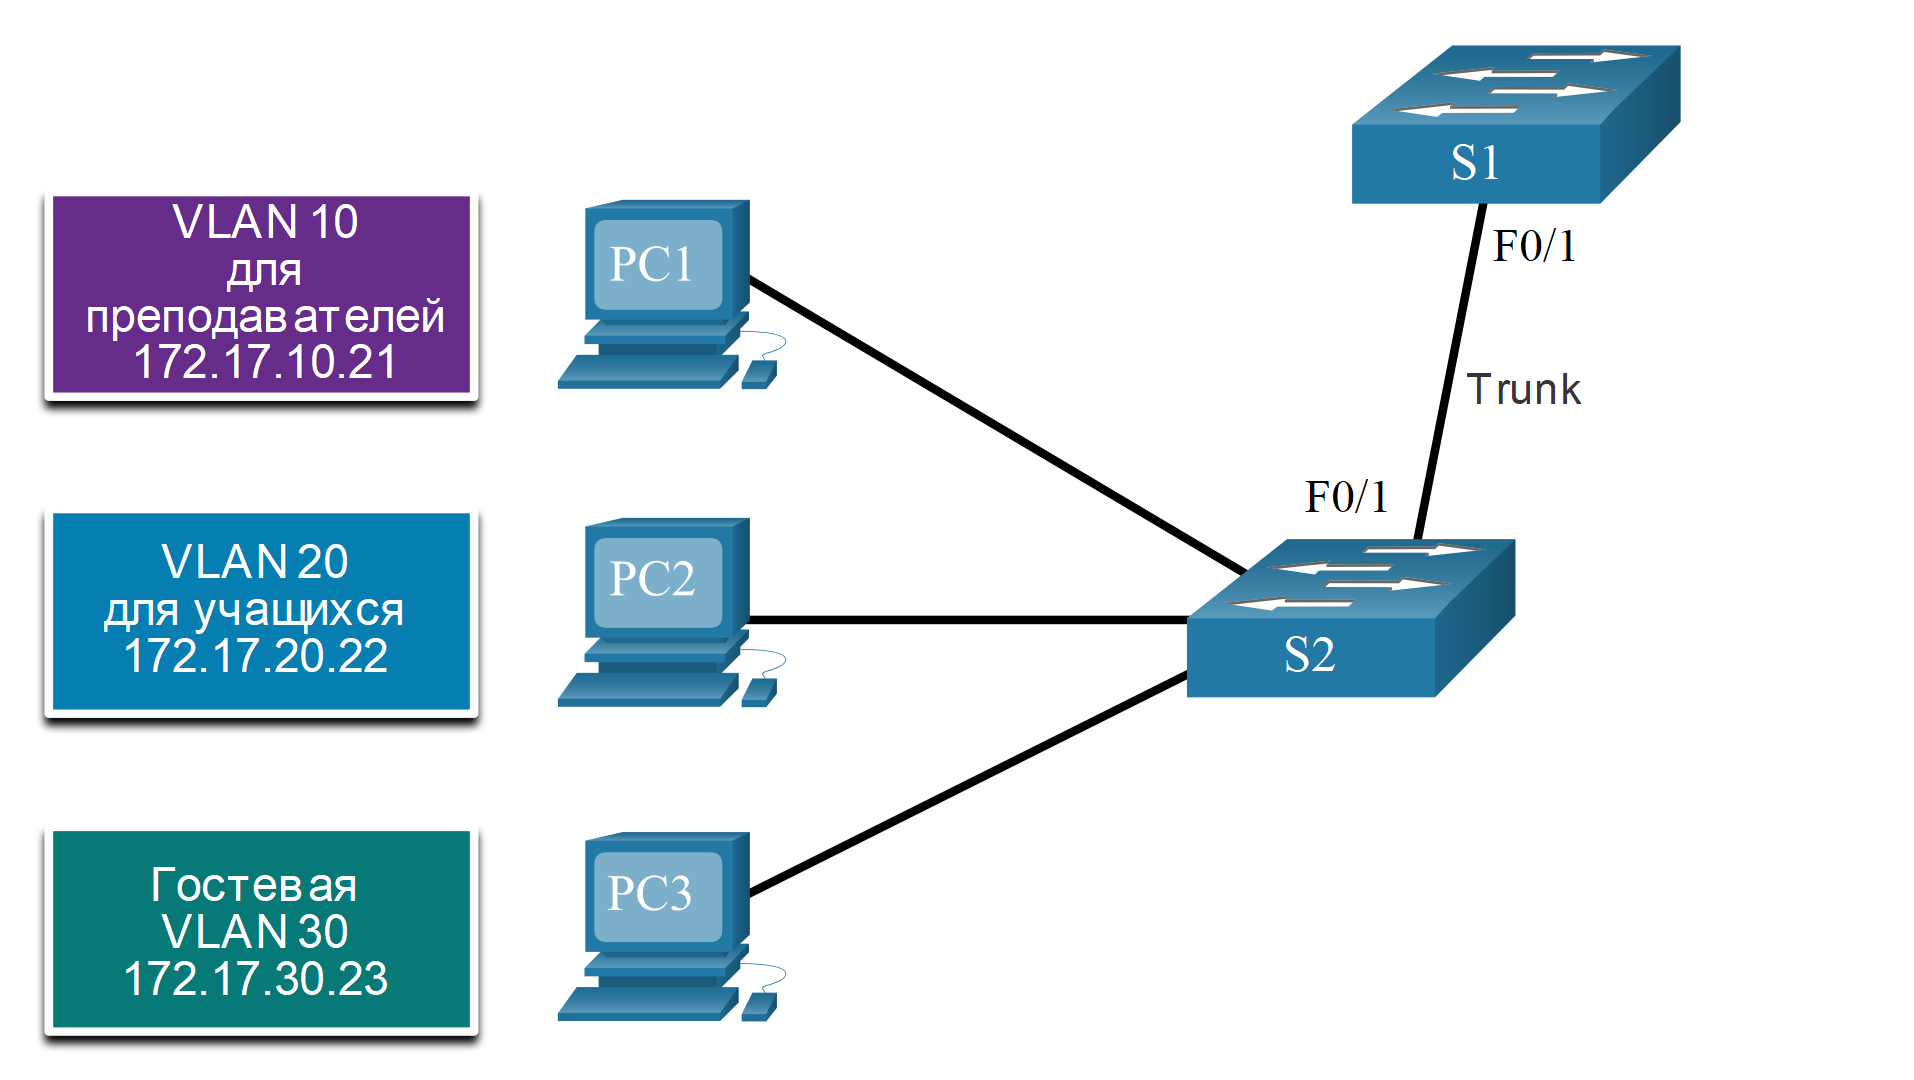 VLAN 10
для
преподавателей
172.17.10.21
PC1
S1
F0/1
Trunk
F0/1
VLAN 20
для учащихся
172.17.20.22
PC2
S2
Гостевая
VLAN 30
172.17.30.23
PC3